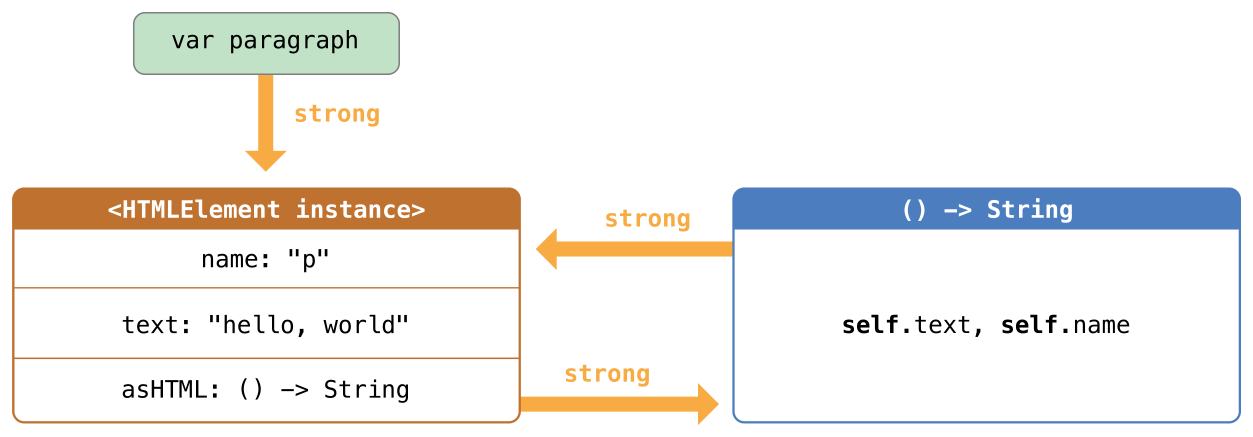 var paragraph
strong
<HTMLElement instance>
name: "p"
text: "hello, world"
asHTML: () -> String
strong
strong
() -> String
self.text, self.name